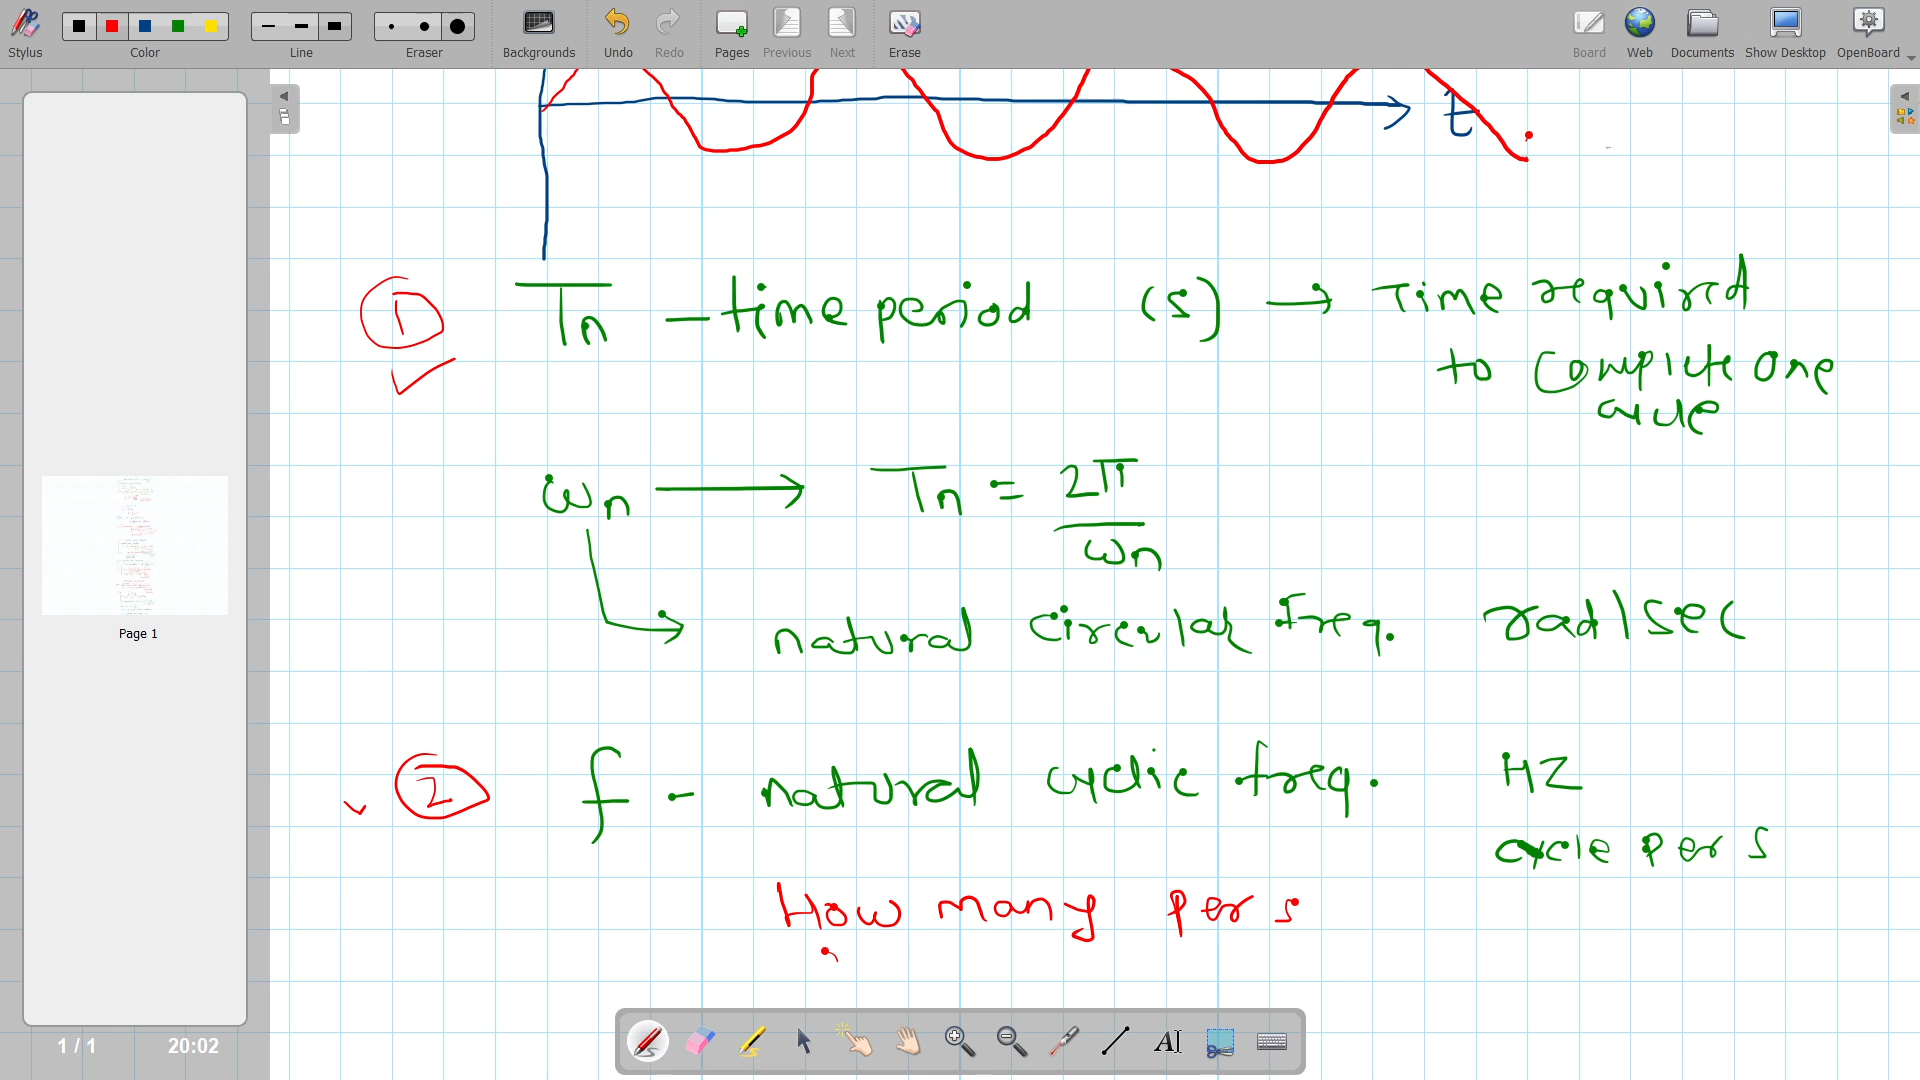 Stylus Color Line Eraser Backgrounds Undo Redo Pages Previous Next Erase Board Web Documents Show Desktop OpenBoard
t
1 Tn - time period (s) → Time required
to complete one
cycle
ωn → Tn = 2π
ωn
natural circular freq. rad/sec
Page 1
2 f - natural cyclic freq. HZ
cycle per s
How many per s
1 / 1 20:02